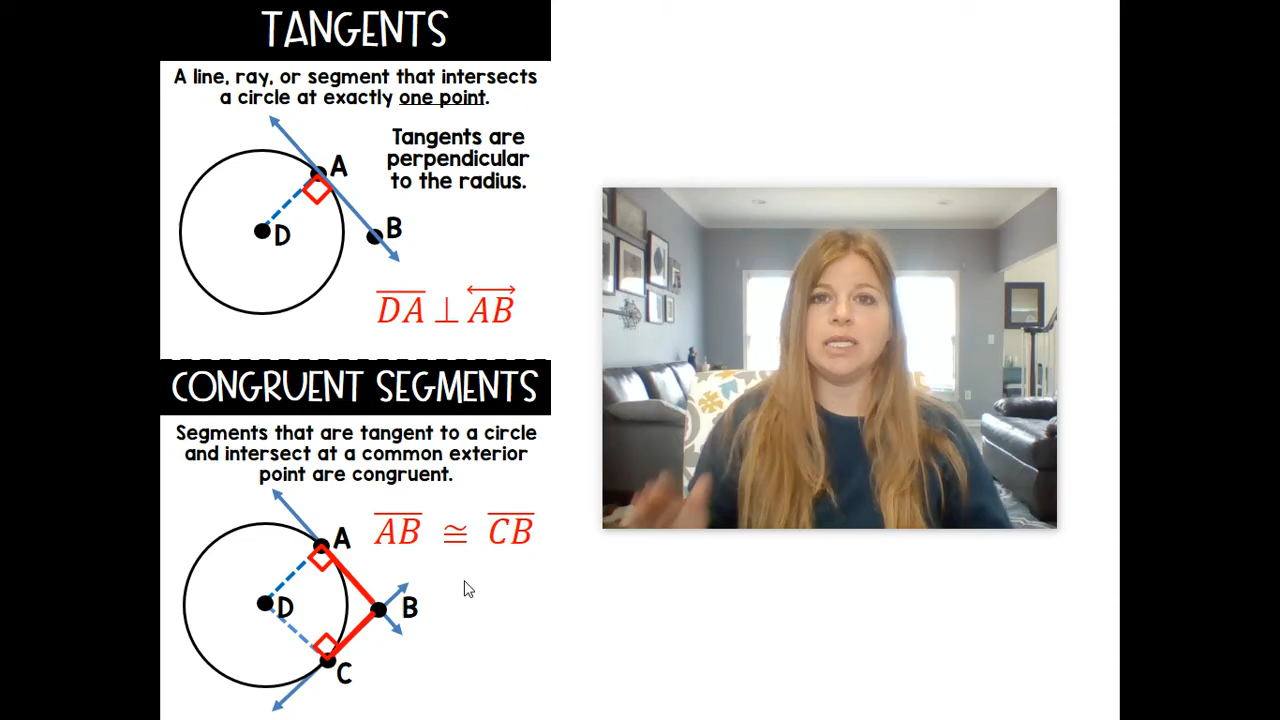 TANGENTS
A line, ray, or segment that intersects
a circle at exactly one point.
Tangents are
perpendicular
to the radius.
A
B
D
DA ⊥ AB
CONGRUENT SEGMENTS
Segments that are tangent to a circle
and intersect at a common exterior
point are congruent.
AB ≅ CB
A
D
B
C